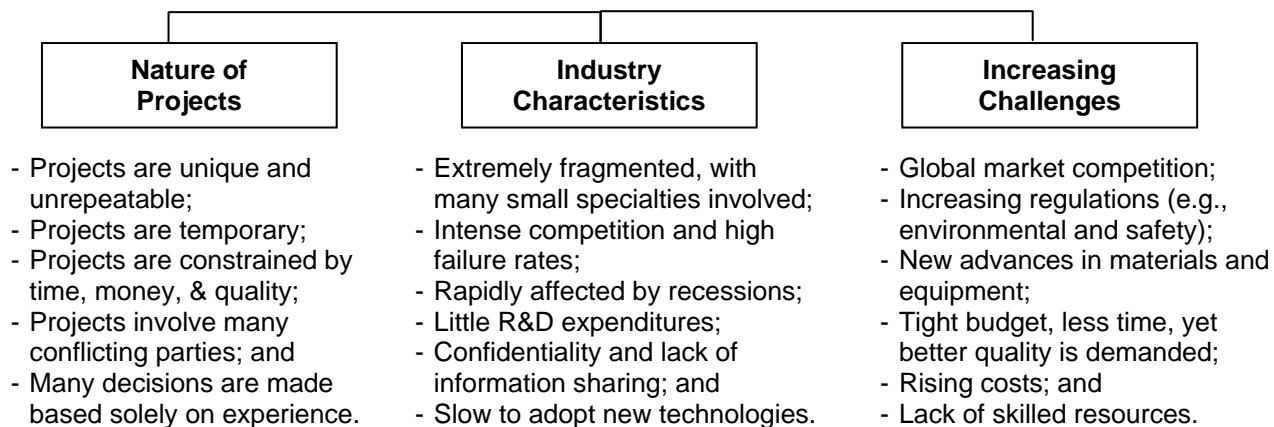 Nature of
Projects
- Projects are unique and
unrepeatable;
- Projects are temporary;
- Projects are constrained by
time, money, & quality;
- Projects involve many
conflicting parties; and
- Many decisions are made
based solely on experience.
Industry
Characteristics
- Extremely fragmented, with
many small specialties involved;
- Intense competition and high
failure rates;
- Rapidly affected by recessions;
- Little R&D expenditures;
- Confidentiality and lack of
information sharing; and
- Slow to adopt new technologies.
Increasing
Challenges
- Global market competition;
- Increasing regulations (e.g.,
environmental and safety);
- New advances in materials and
equipment;
- Tight budget, less time, yet
better quality is demanded;
- Rising costs; and
- Lack of skilled resources.